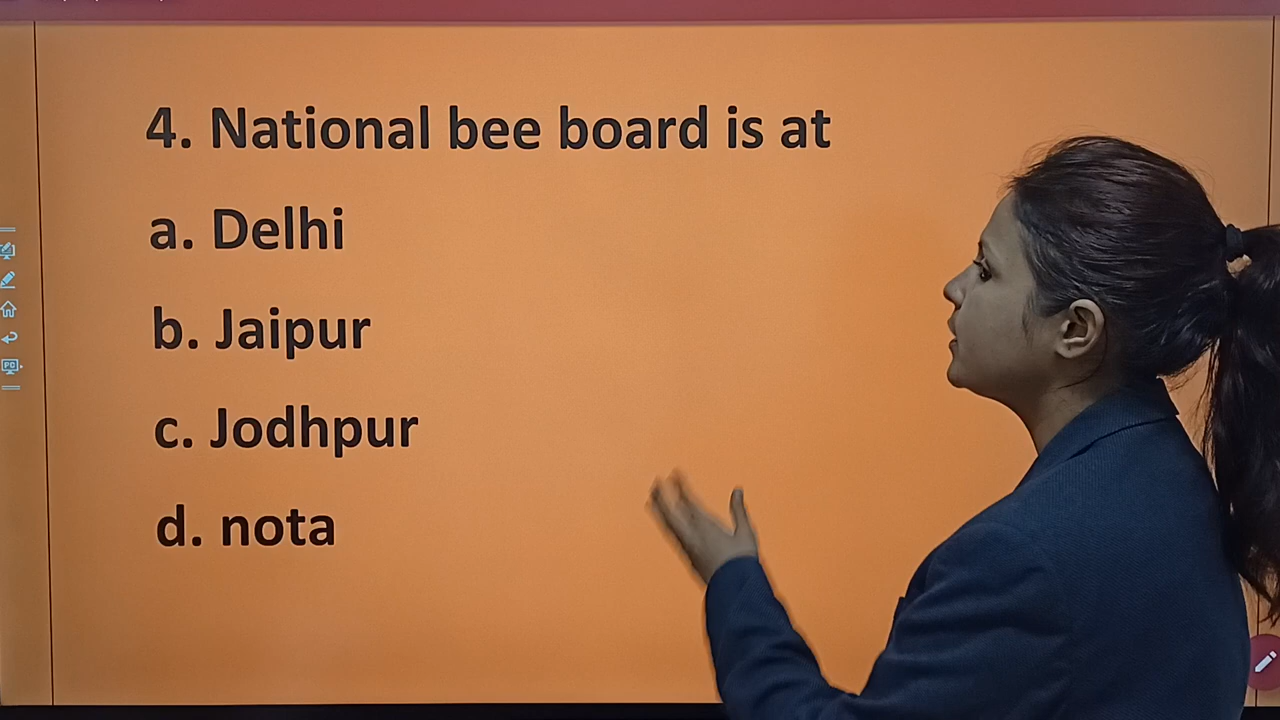 4. National bee board is at
a. Delhi
b. Jaipur
c. Jodhpur
d. nota